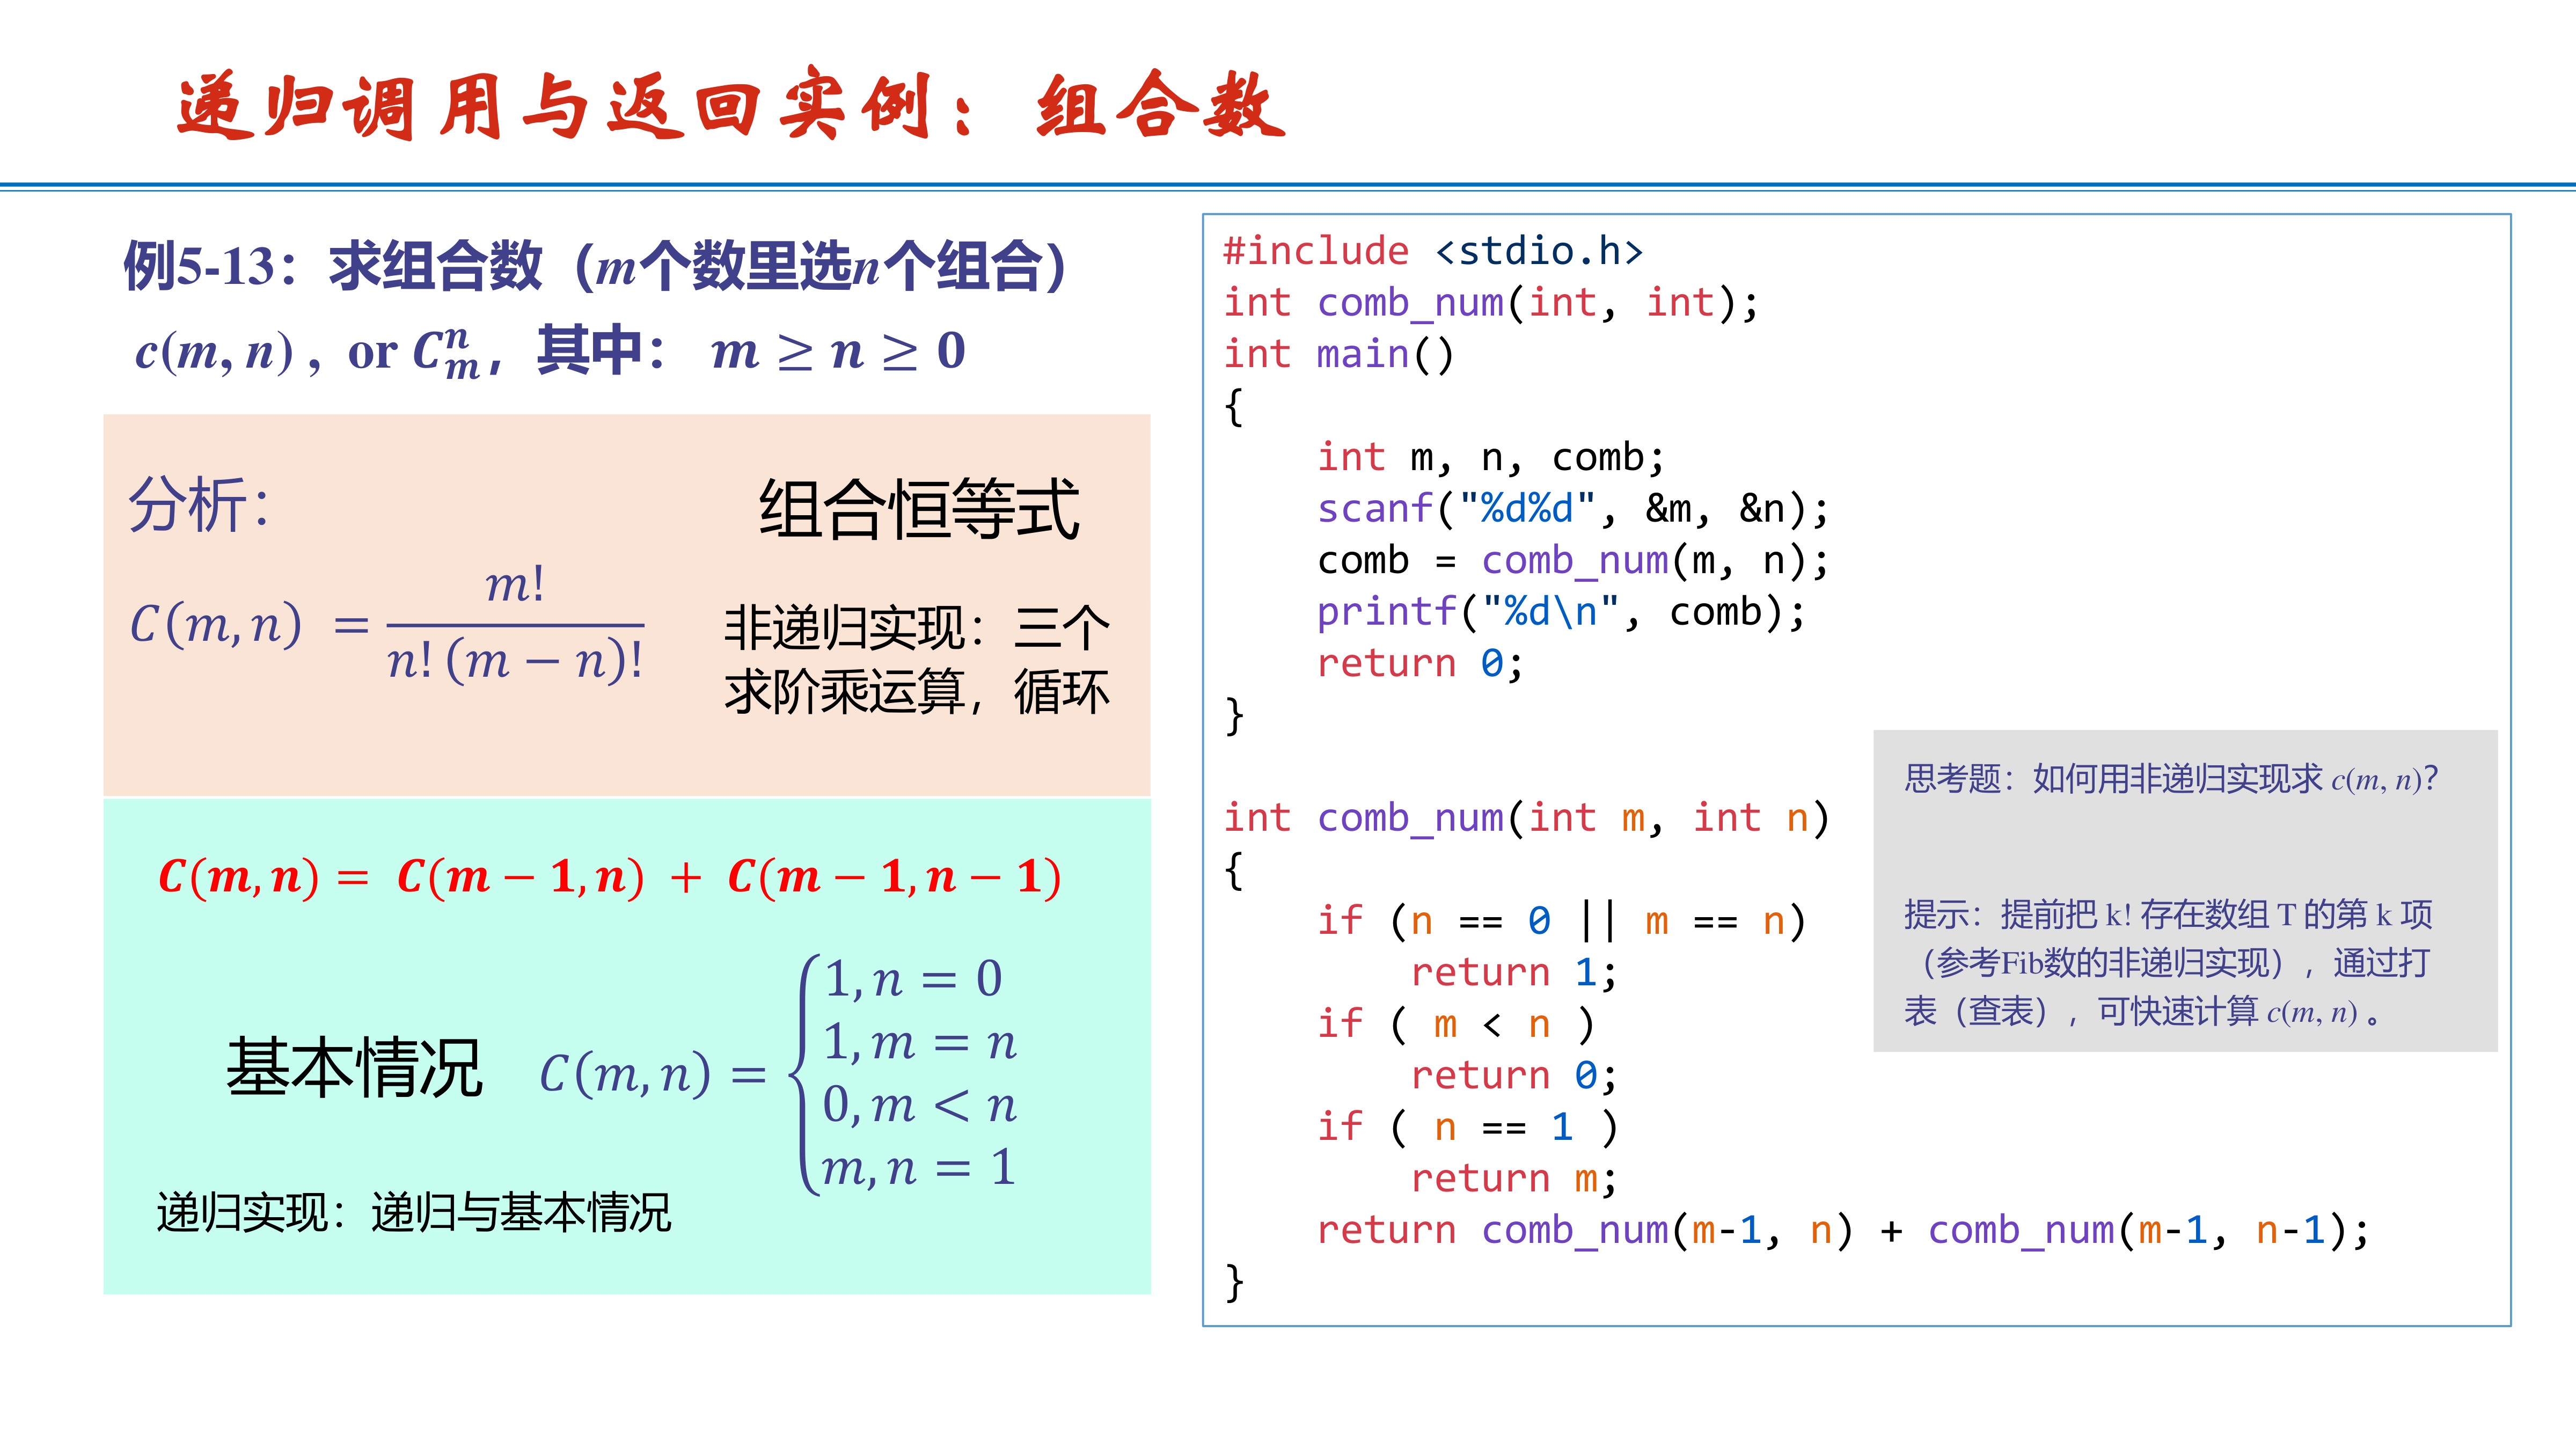 递归调用与返回实例：组合数
例5-13：求组合数（m个数里选n个组合）
c(m, n) , or C_m^n，其中： m ≥ n ≥ 0
分析：
组合恒等式
C(m, n) = m! / n! (m − n)!
非递归实现：三个
求阶乘运算，循环
C(m, n) = C(m − 1, n) + C(m − 1, n − 1)
基本情况
C(m, n) = {
1, n = 0
1, m = n
0, m < n
m, n = 1
递归实现：递归与基本情况
#include <stdio.h>
int comb_num(int, int);
int main()
{
    int m, n, comb;
    scanf("%d%d", &m, &n);
    comb = comb_num(m, n);
    printf("%d\n", comb);
    return 0;
}
int comb_num(int m, int n)
{
    if (n == 0 || m == n)
        return 1;
    if ( m < n )
        return 0;
    if ( n == 1 )
        return m;
    return comb_num(m-1, n) + comb_num(m-1, n-1);
}
思考题：如何用非递归实现求 c(m, n)?
提示：提前把 k! 存在数组 T 的第 k 项
（参考Fib数的非递归实现），通过打
表（查表），可快速计算 c(m, n) 。